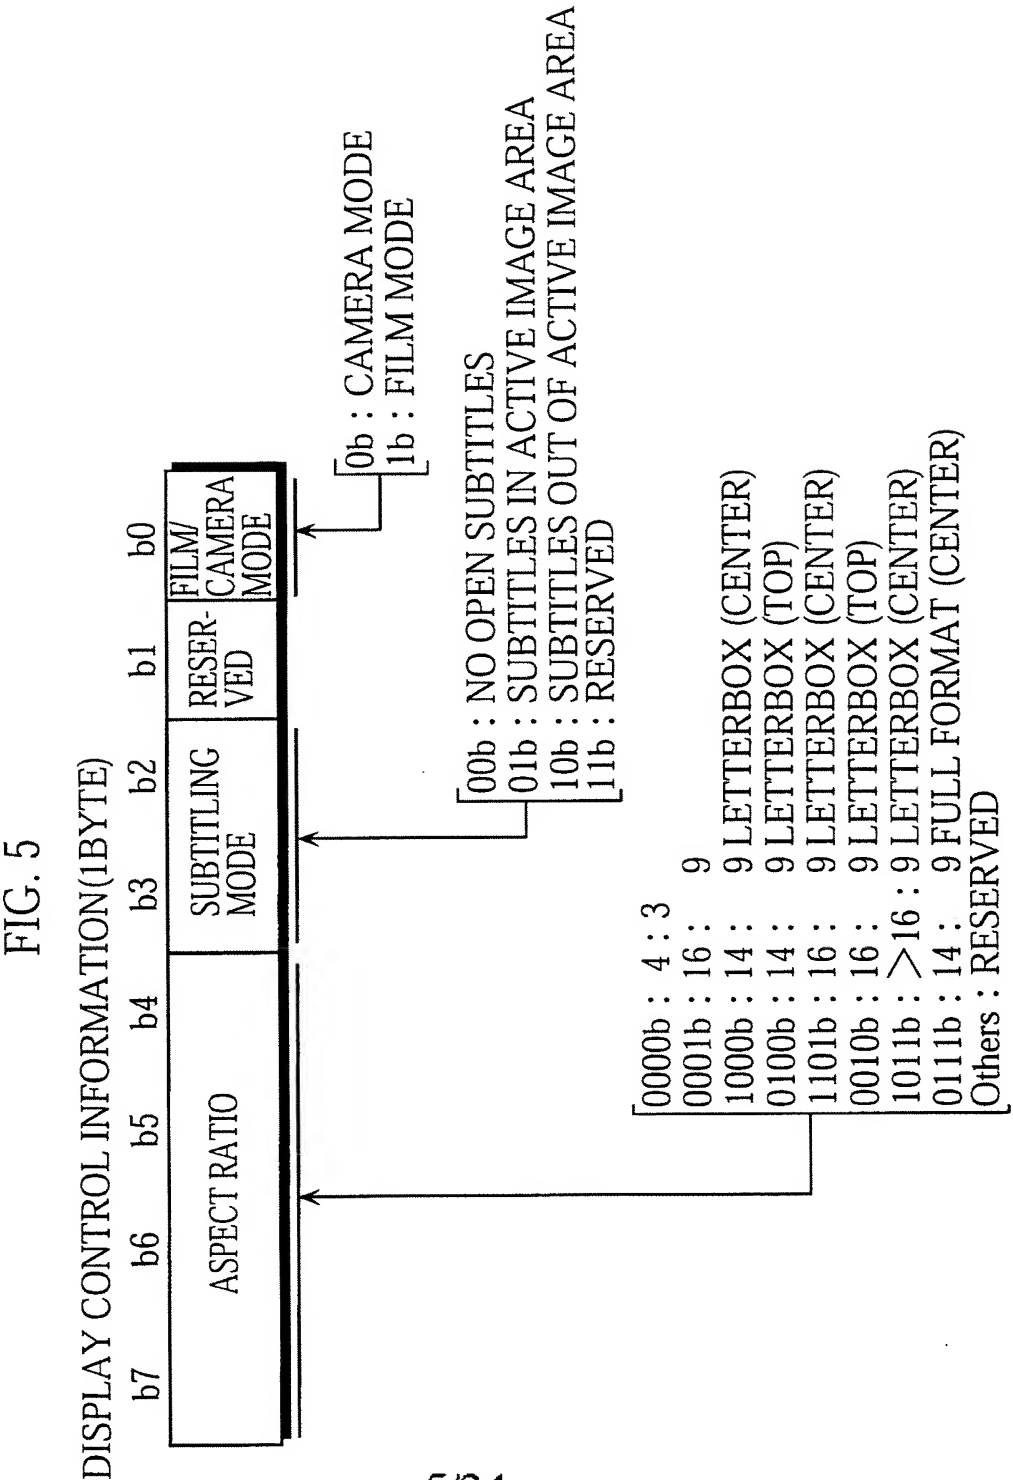 FIG. 5
DISPLAY CONTROL INFORMATION(1BYTE)
b7 b6 b5 b4 b3 b2 b1 b0
ASPECT RATIO
SUBTITLING
MODE
RESER-
VED
FILM/
CAMERA
MODE
0b : CAMERA MODE
1b : FILM MODE
00b : NO OPEN SUBTITLES
01b : SUBTITLES IN ACTIVE IMAGE AREA
10b : SUBTITLES OUT OF ACTIVE IMAGE AREA
11b : RESERVED
0000b : 4 : 3
0001b : 16 : 9
1000b : 14 : 9 LETTERBOX (CENTER)
0100b : 14 : 9 LETTERBOX (TOP)
1101b : 16 : 9 LETTERBOX (CENTER)
0010b : 16 : 9 LETTERBOX (TOP)
1011b : >16 : 9 LETTERBOX (CENTER)
0111b : 14 : 9 FULL FORMAT (CENTER)
Others : RESERVED